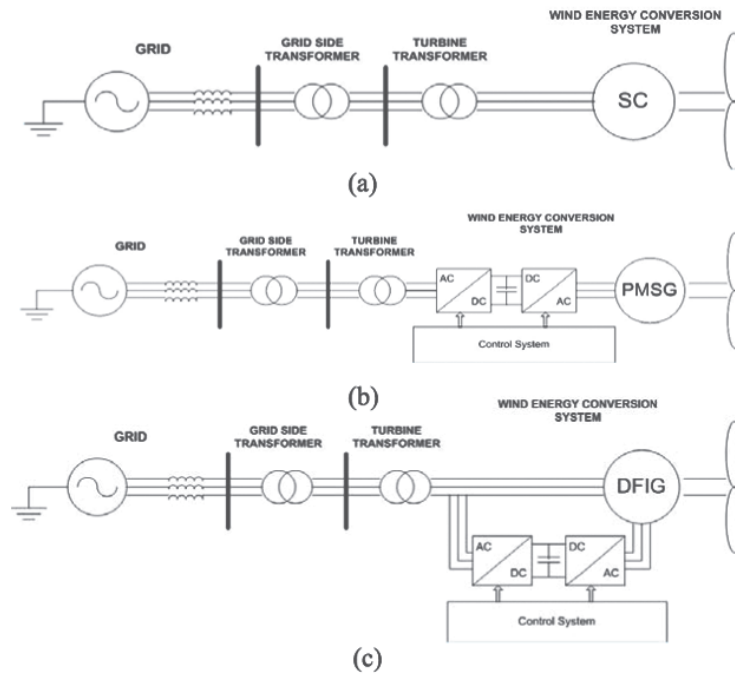 WIND ENERGY CONVERSION
SYSTEM
GRID
GRID SIDE
TRANSFORMER
TURBINE
TRANSFORMER
SC
(a)
WIND ENERGY CONVERSION
SYSTEM
GRID
GRID SIDE
TRANSFORMER
TURBINE
TRANSFORMER
AC
DC
DC
AC
PMSG
Control System
(b)
WIND ENERGY CONVERSION
SYSTEM
GRID
GRID SIDE
TRANSFORMER
TURBINE
TRANSFORMER
DFIG
AC
DC
DC
AC
Control System
(c)